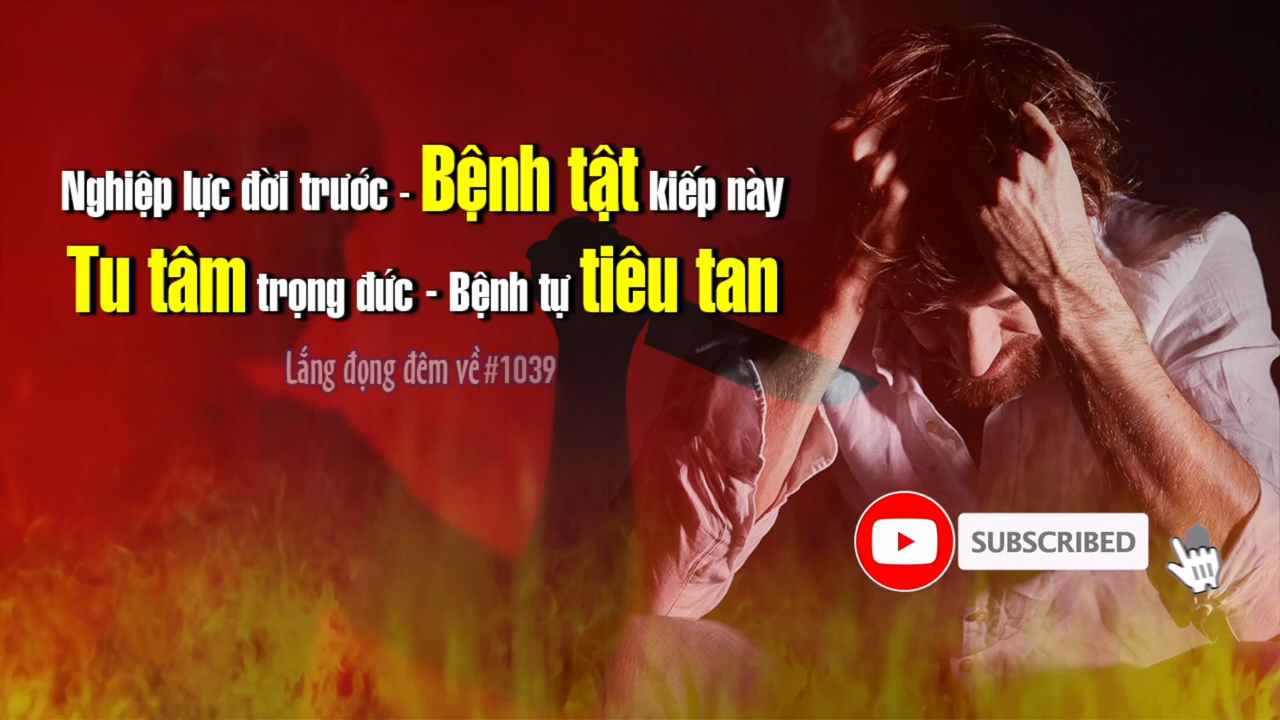 Nghiệp lực đời trước - Bệnh tật kiếp này
Tu tâm trọng đức - Bệnh tự tiêu tan
Lắng đọng đêm về #1039
SUBSCRIBED